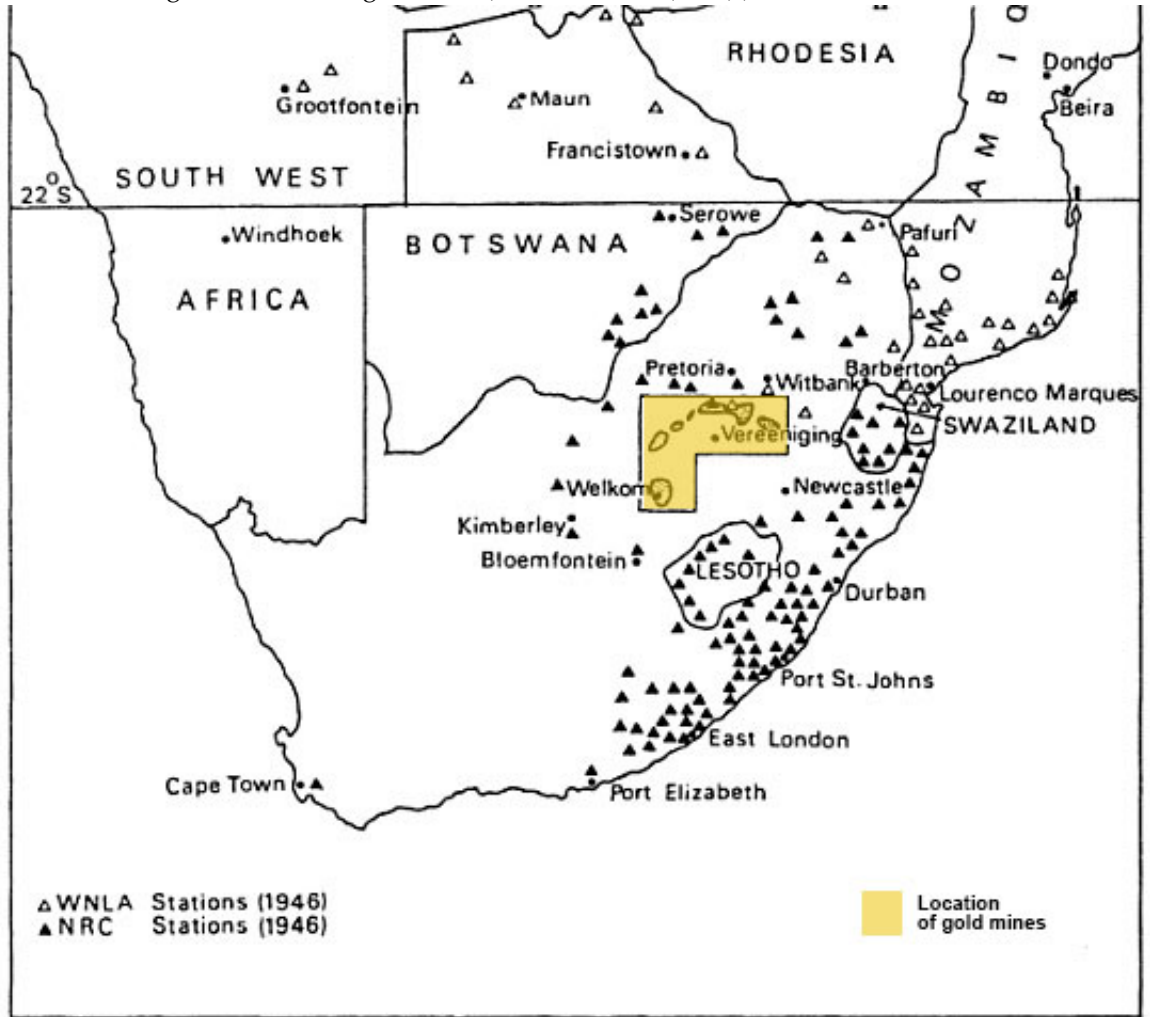 RHODESIA
MOZAMBIQ
Dondo
Beira
Grootfontein
Maun
Francistown
SOUTH WEST
22°S
Windhoek
Serowe
BOTSWANA
Pafuri
AFRICA
Pretoria
Witbank
Barberton
Lourenco Marques
SWAZILAND
Vereeniging
Welkom
Newcastle
Kimberley
Bloemfontein
LESOTHO
Durban
Port St. Johns
East London
Cape Town
Port Elizabeth
WNLA Stations (1946)
NRC Stations (1946)
Location
of gold mines